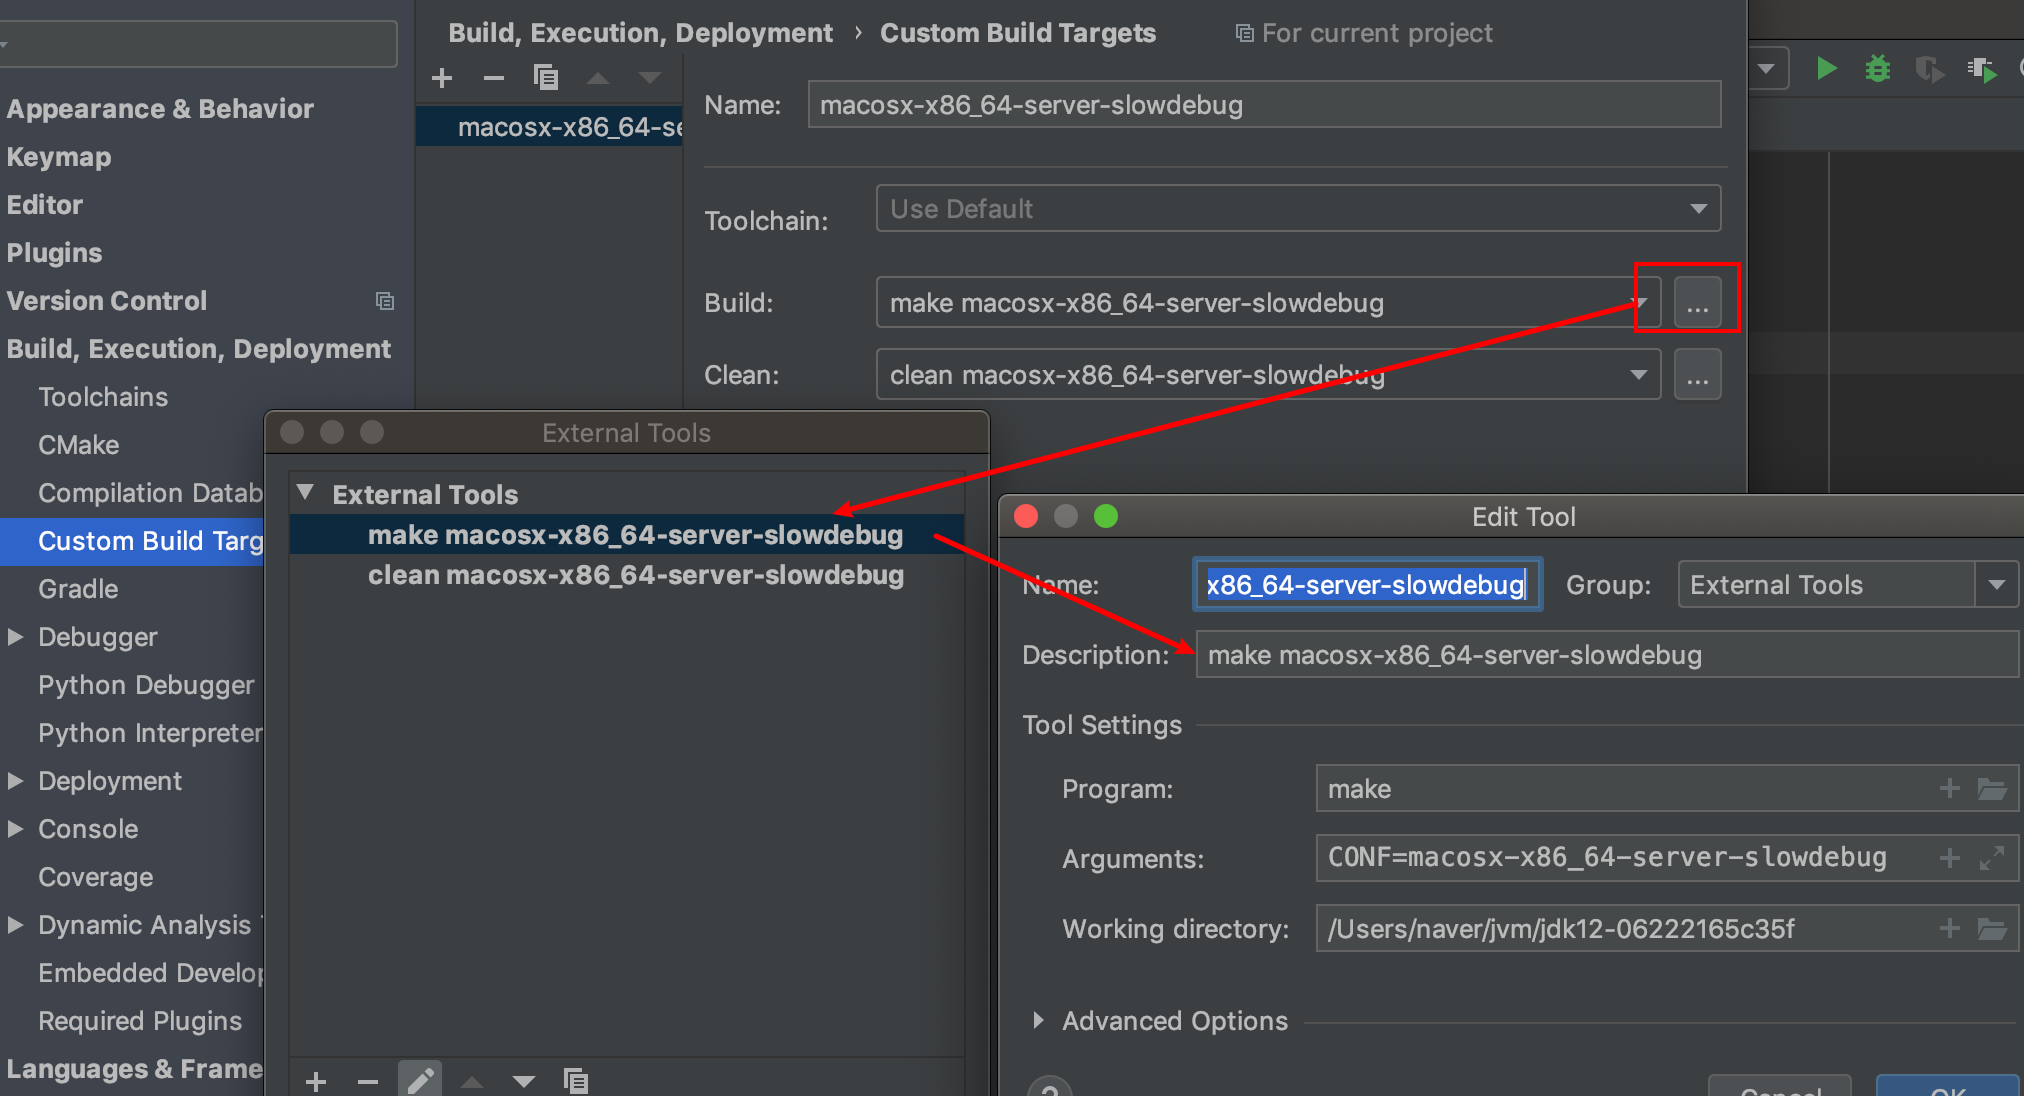 Build, Execution, Deployment › Custom Build Targets For current project
Appearance & Behavior
Keymap
Editor
Plugins
Version Control
Build, Execution, Deployment
Toolchains
CMake
Compilation Datab
Custom Build Targ
Gradle
Debugger
Python Debugger
Python Interpreter
Deployment
Console
Coverage
Dynamic Analysis
Embedded Develop
Required Plugins
Languages & Frame
macosx-x86_64-se
Name: macosx-x86_64-server-slowdebug
Toolchain: Use Default
Build: make macosx-x86_64-server-slowdebug ...
Clean: clean macosx-x86_64-server-slowdebug ...
External Tools
External Tools
make macosx-x86_64-server-slowdebug
clean macosx-x86_64-server-slowdebug
Edit Tool
Name: x86_64-server-slowdebug Group: External Tools
Description: make macosx-x86_64-server-slowdebug
Tool Settings
Program: make
Arguments: CONF=macosx-x86_64-server-slowdebug
Working directory: /Users/naver/jvm/jdk12-06222165c35f
Advanced Options
? Cancel OK